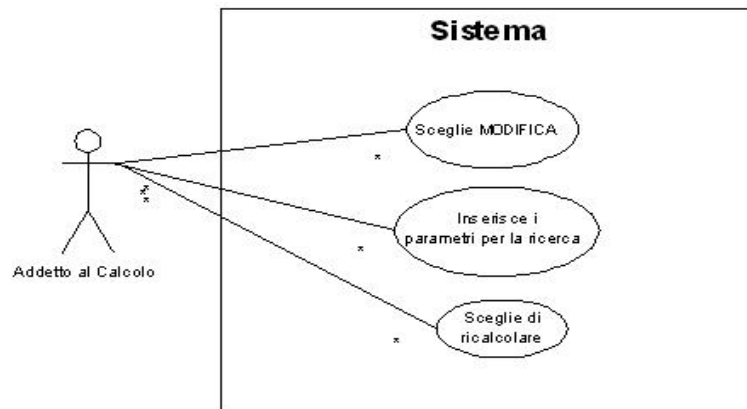 Sistema
Sceglie MODIFICA
*
Inserisce i
parametri per la ricerca
*
Sceglie di
ricalcolare
*
*
*
*
Addetto al Calcolo